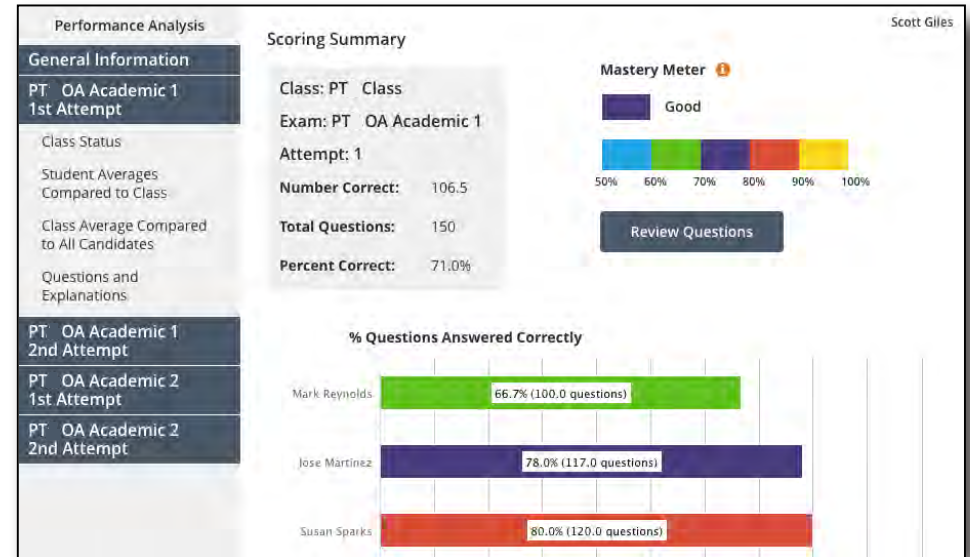 Performance Analysis
General Information
PT OA Academic 1
1st Attempt
Class Status
Student Averages
Compared to Class
Class Average Compared
to All Candidates
Questions and
Explanations
PT OA Academic 1
2nd Attempt
PT OA Academic 2
1st Attempt
PT OA Academic 2
2nd Attempt
Scott Giles
Scoring Summary
Class: PT Class
Exam: PT OA Academic 1
Attempt: 1
Number Correct: 106.5
Total Questions: 150
Percent Correct: 71.0%
Mastery Meter
Good
50% 60% 70% 80% 90% 100%
Review Questions
% Questions Answered Correctly
Mark Reynolds 66.7% (100.0 questions)
Jose Martinez 78.0% (117.0 questions)
Susan Sparks 80.0% (120.0 questions)